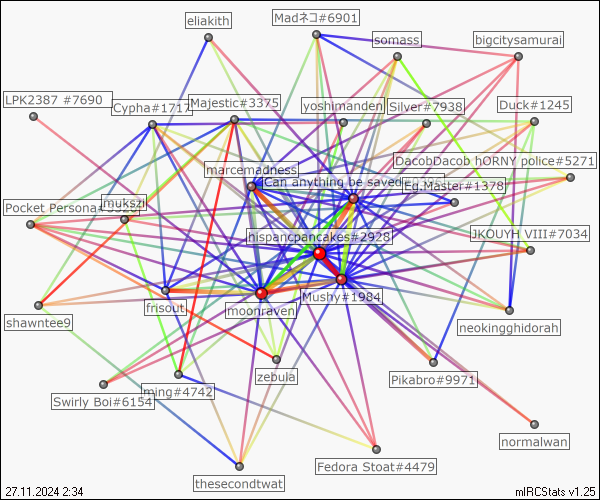 eliakith
Madネコ#6901
somass
bigcitysamurai
LPK2387 #7690
Cypha#1717
Majestic#3375
yoshimanden
Silver#7938
Duck#1245
DacobDacob hORNY police#5271
marcemadness
Can anything be saved
Eg.Master#1378
Pocket Persona
mukszi
hispancpancakes#2928
JKOUYH VIII#7034
Mushy#1984
moonraven
frisout
shawntee9
neokingghidorah
zebula
Pikabro#9971
ming#4742
Swirly Boi#6154
normalwan
Fedora Stoat#4479
thesecondtwat
27.11.2024 2:34
mIRCStats v1.25